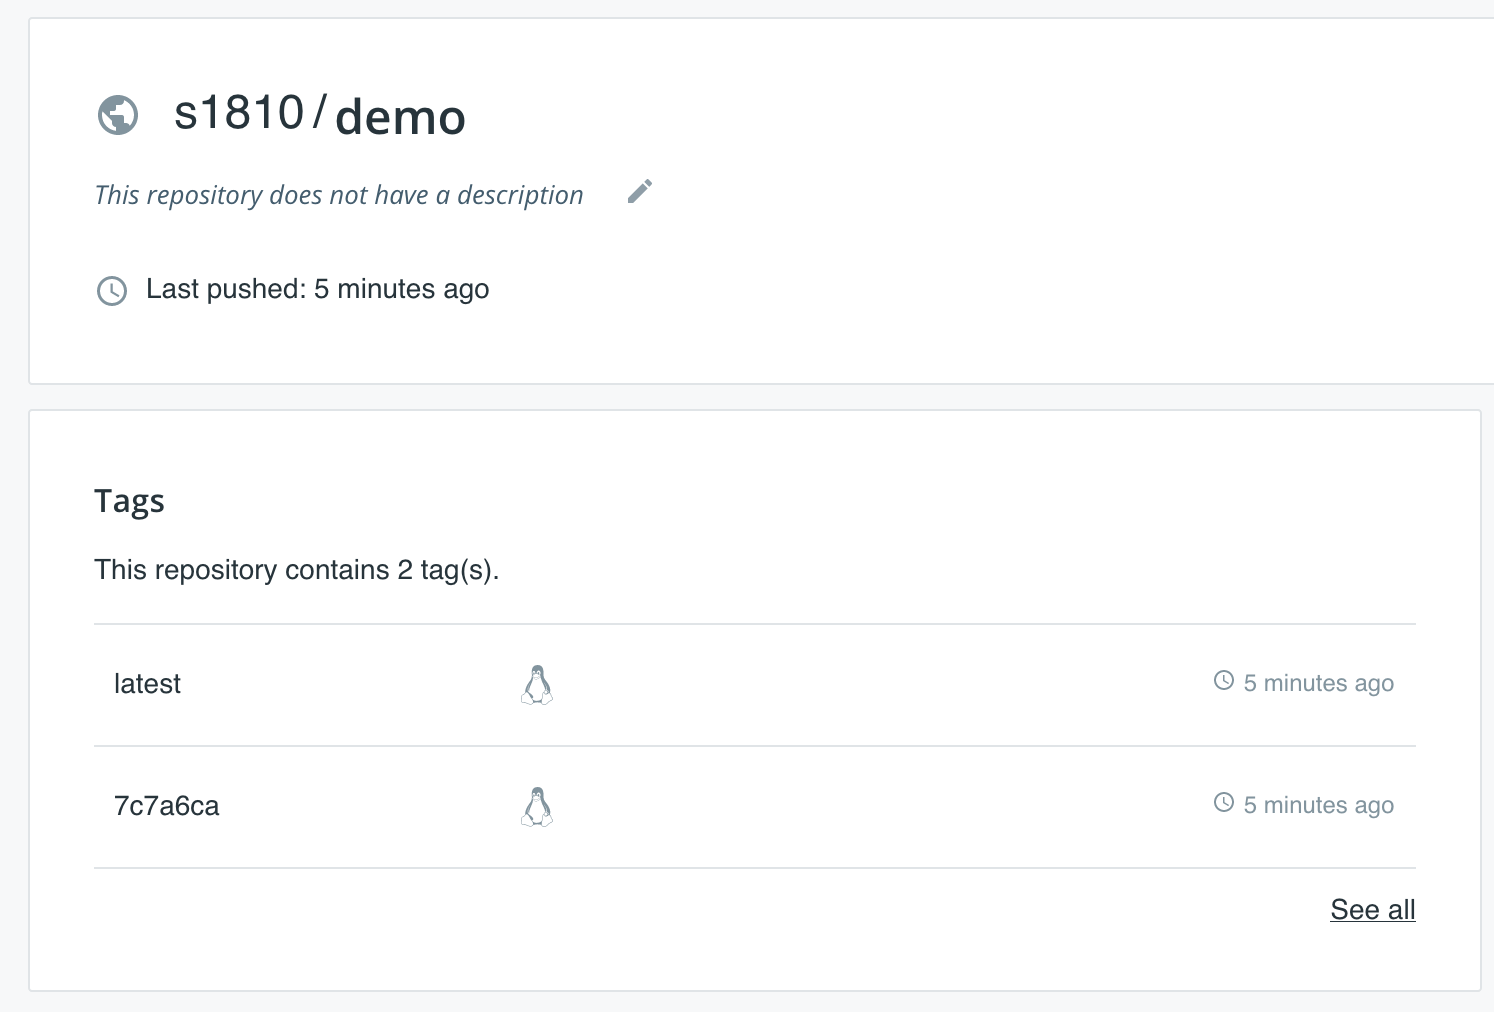 s1810 / demo
This repository does not have a description
Last pushed: 5 minutes ago
Tags
This repository contains 2 tag(s).
latest 5 minutes ago
7c7a6ca 5 minutes ago
See all